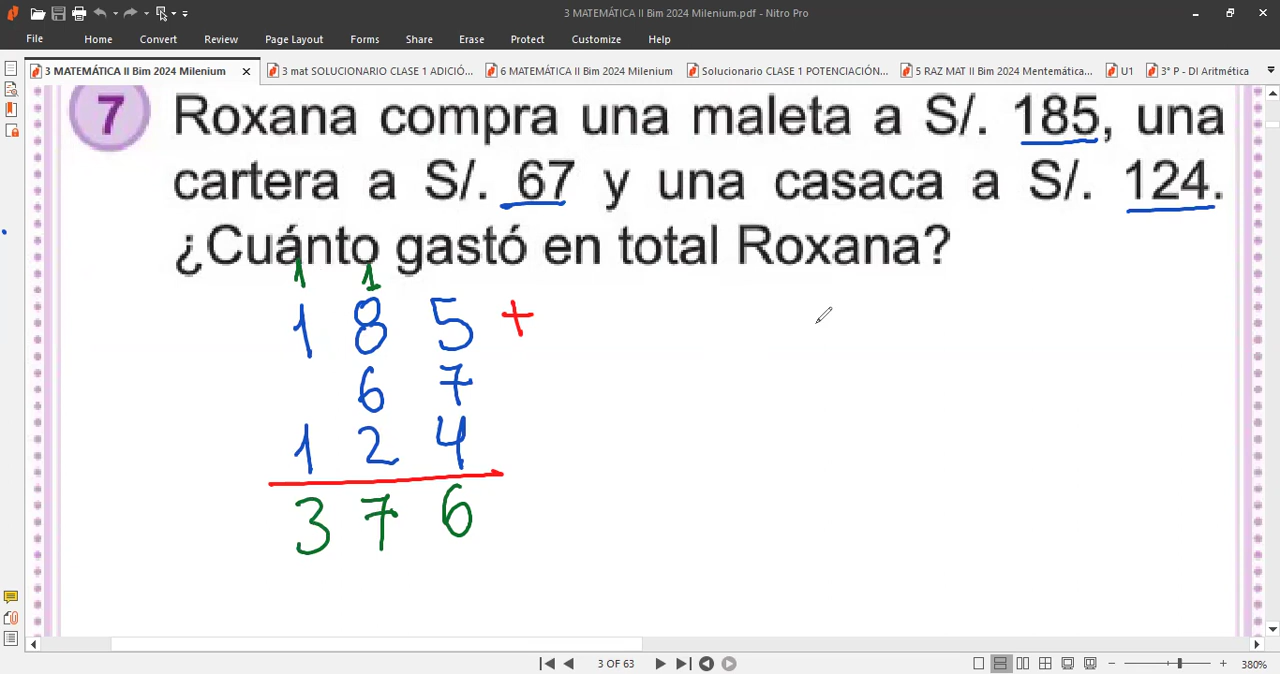 3 MATEMÁTICA II Bim 2024 Milenium.pdf - Nitro Pro
File Home Convert Review Page Layout Forms Share Erase Protect Customize Help
3 MATEMÁTICA II Bim 2024 Milenium 3 mat SOLUCIONARIO CLASE 1 ADICIÓ... 6 MATEMÁTICA II Bim 2024 Milenium Solucionario CLASE 1 POTENCIACIÓN... 5 RAZ MAT II Bim 2024 Mentemática... U1 3° P - DI Aritmética
7 Roxana compra una maleta a S/. 185, una
cartera a S/. 67 y una casaca a S/. 124.
¿Cuánto gastó en total Roxana?
1 1
1 8 5 +
6 7
1 2 4
3 7 6
3 OF 63 380%